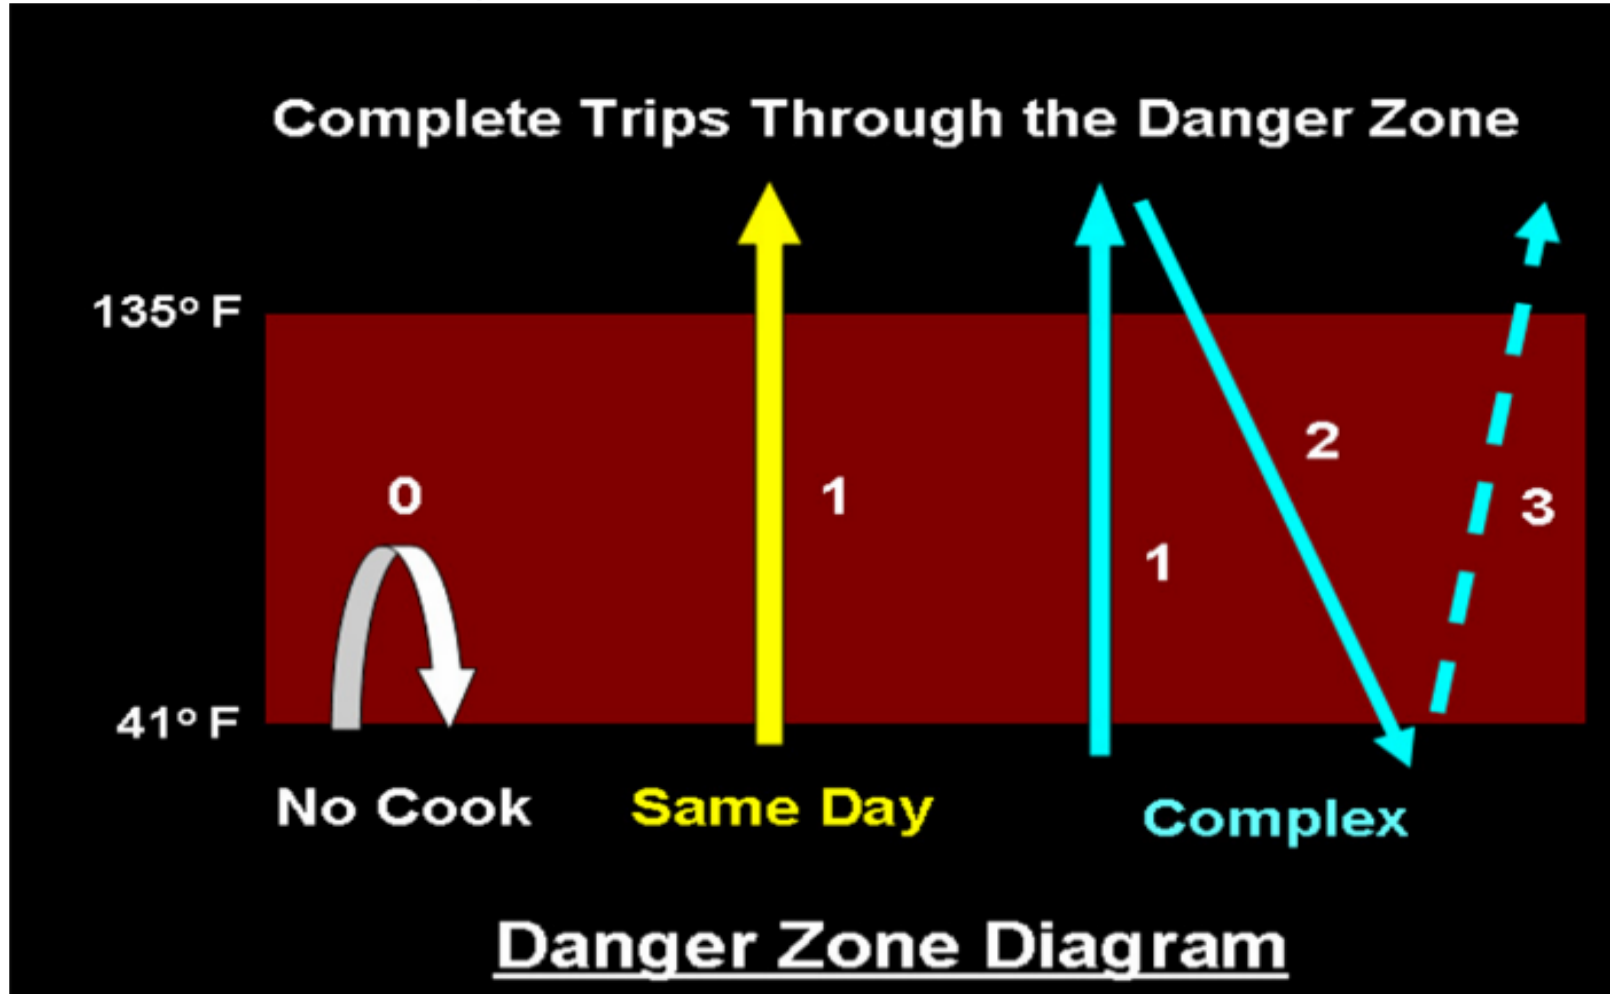 Complete Trips Through the Danger Zone
135° F
2
0
1
3
1
41° F
No Cook
Same Day
Complex
Danger Zone Diagram